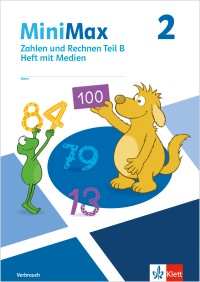 MiniMax 2
Zahlen und Rechnen Teil B
Heft mit Medien
84
100
79
13
Verbrauch
Klett